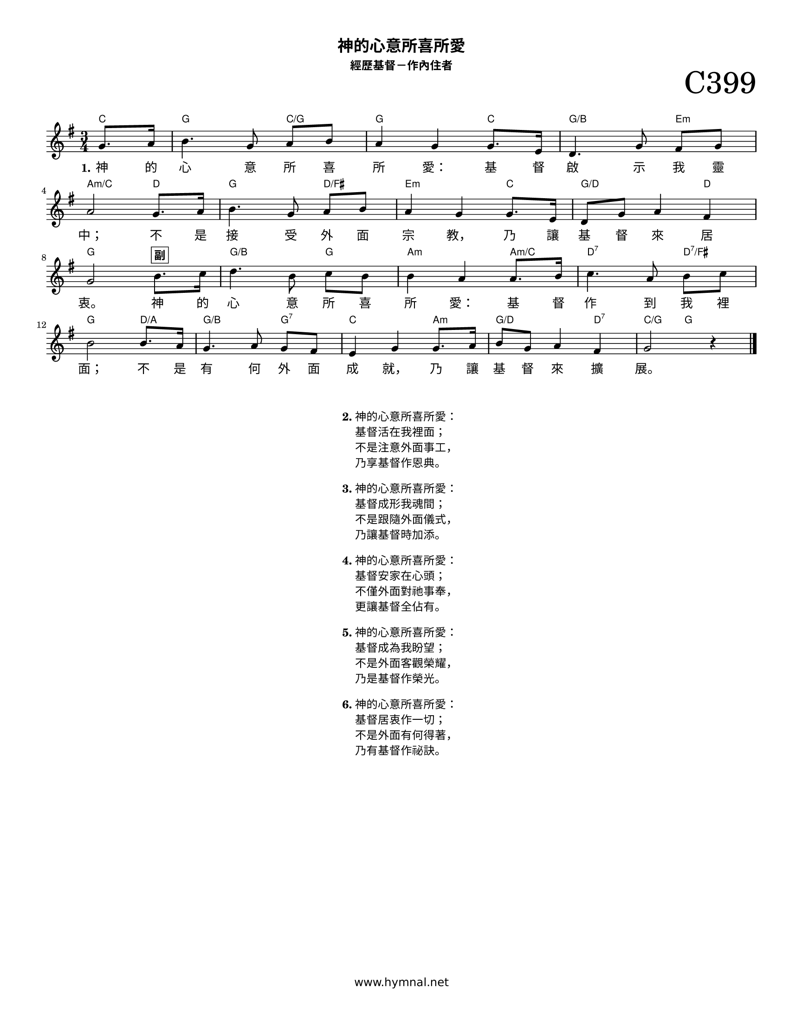 神的心意所喜所愛
經歷基督－作內住者
C399
C G C/G G C G/B Em
1. 神 的 心 意 所 喜 所 愛： 基 督 啟 示 我 靈
4 Am/C D G D/F♯ Em C G/D D
中； 不 是 接 受 外 面 宗 教， 乃 讓 基 督 來 居
8 G 副 G/B G Am Am/C D7 D7/F♯
衷。 神 的 心 意 所 喜 所 愛： 基 督 作 到 我 裡
12 G D/A G/B G7 C Am G/D D7 C/G G
面； 不 是 有 何 外 面 成 就， 乃 讓 基 督 來 擴 展。
2. 神的心意所喜所愛：
基督活在我裡面；
不是注意外面事工，
乃享基督作恩典。
3. 神的心意所喜所愛：
基督成形我魂間；
不是跟隨外面儀式，
乃讓基督時加添。
4. 神的心意所喜所愛：
基督安家在心頭；
不僅外面對祂事奉，
更讓基督全佔有。
5. 神的心意所喜所愛：
基督成為我盼望；
不是外面客觀榮耀，
乃是基督作榮光。
6. 神的心意所喜所愛：
基督居衷作一切；
不是外面有何得著，
乃有基督作祕訣。
www.hymnal.net